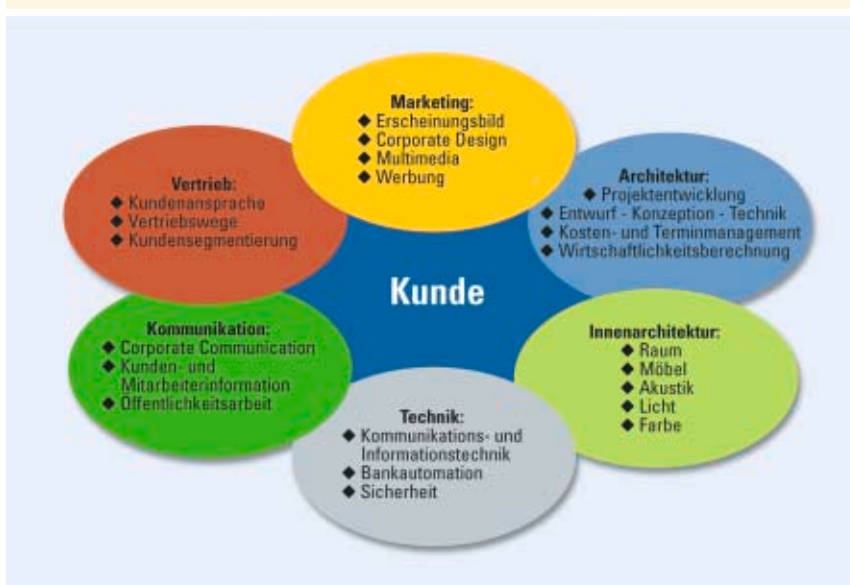 Marketing:
◆ Erscheinungsbild
◆ Corporate Design
◆ Multimedia
◆ Werbung
Vertrieb:
◆ Kundenansprache
◆ Vertriebswege
◆ Kundensegmentierung
Architektur:
◆ Projektentwicklung
◆ Entwurf - Konzeption - Technik
◆ Kosten- und Terminmanagement
◆ Wirtschaftlichkeitsberechnung
Kunde
Kommunikation:
◆ Corporate Communication
◆ Kunden- und
Mitarbeiterinformation
◆ Öffentlichkeitsarbeit
Innenarchitektur:
◆ Raum
◆ Möbel
◆ Akustik
◆ Licht
◆ Farbe
Technik:
◆ Kommunikations- und
Informationstechnik
◆ Bankautomation
◆ Sicherheit